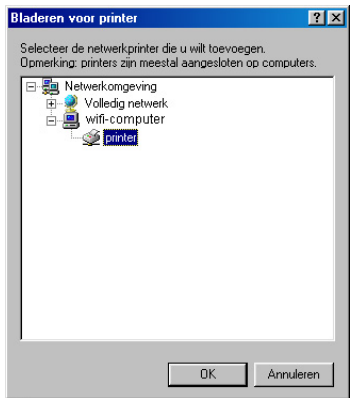 Bladeren voor printer
Selecteer de netwerkprinter die u wilt toevoegen.
Opmerking: printers zijn meestal aangesloten op computers.
Netwerkomgeving
Volledig netwerk
wifi-computer
printer
OK
Annuleren